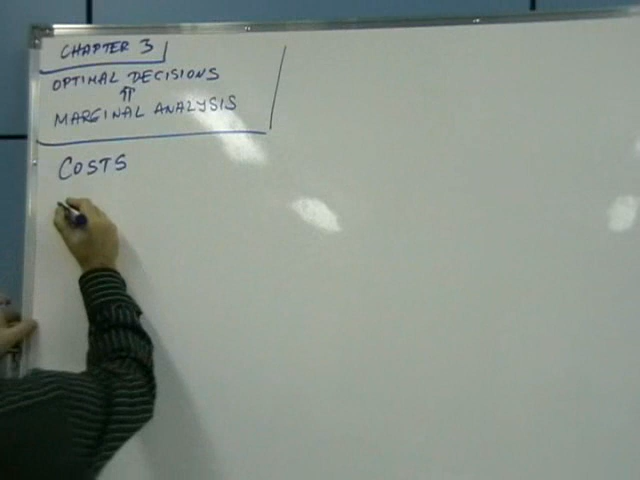 CHAPTER 3
OPTIMAL DECISIONS
⇑
MARGINAL ANALYSIS
COSTS